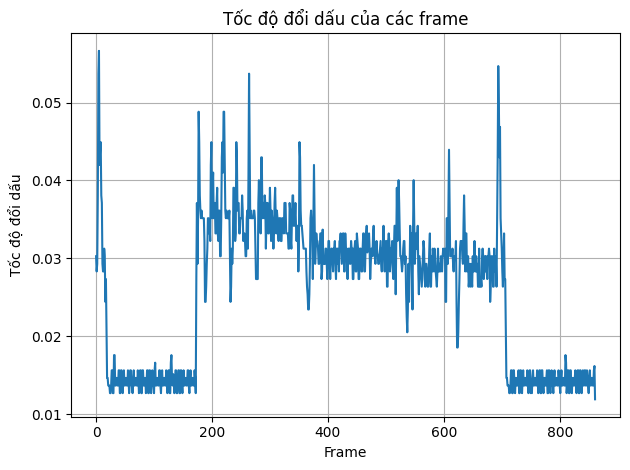 Tốc độ đổi dấu của các frame
Tốc độ đổi dấu
0.05
0.04
0.03
0.02
0.01
0 200 400 600 800
Frame